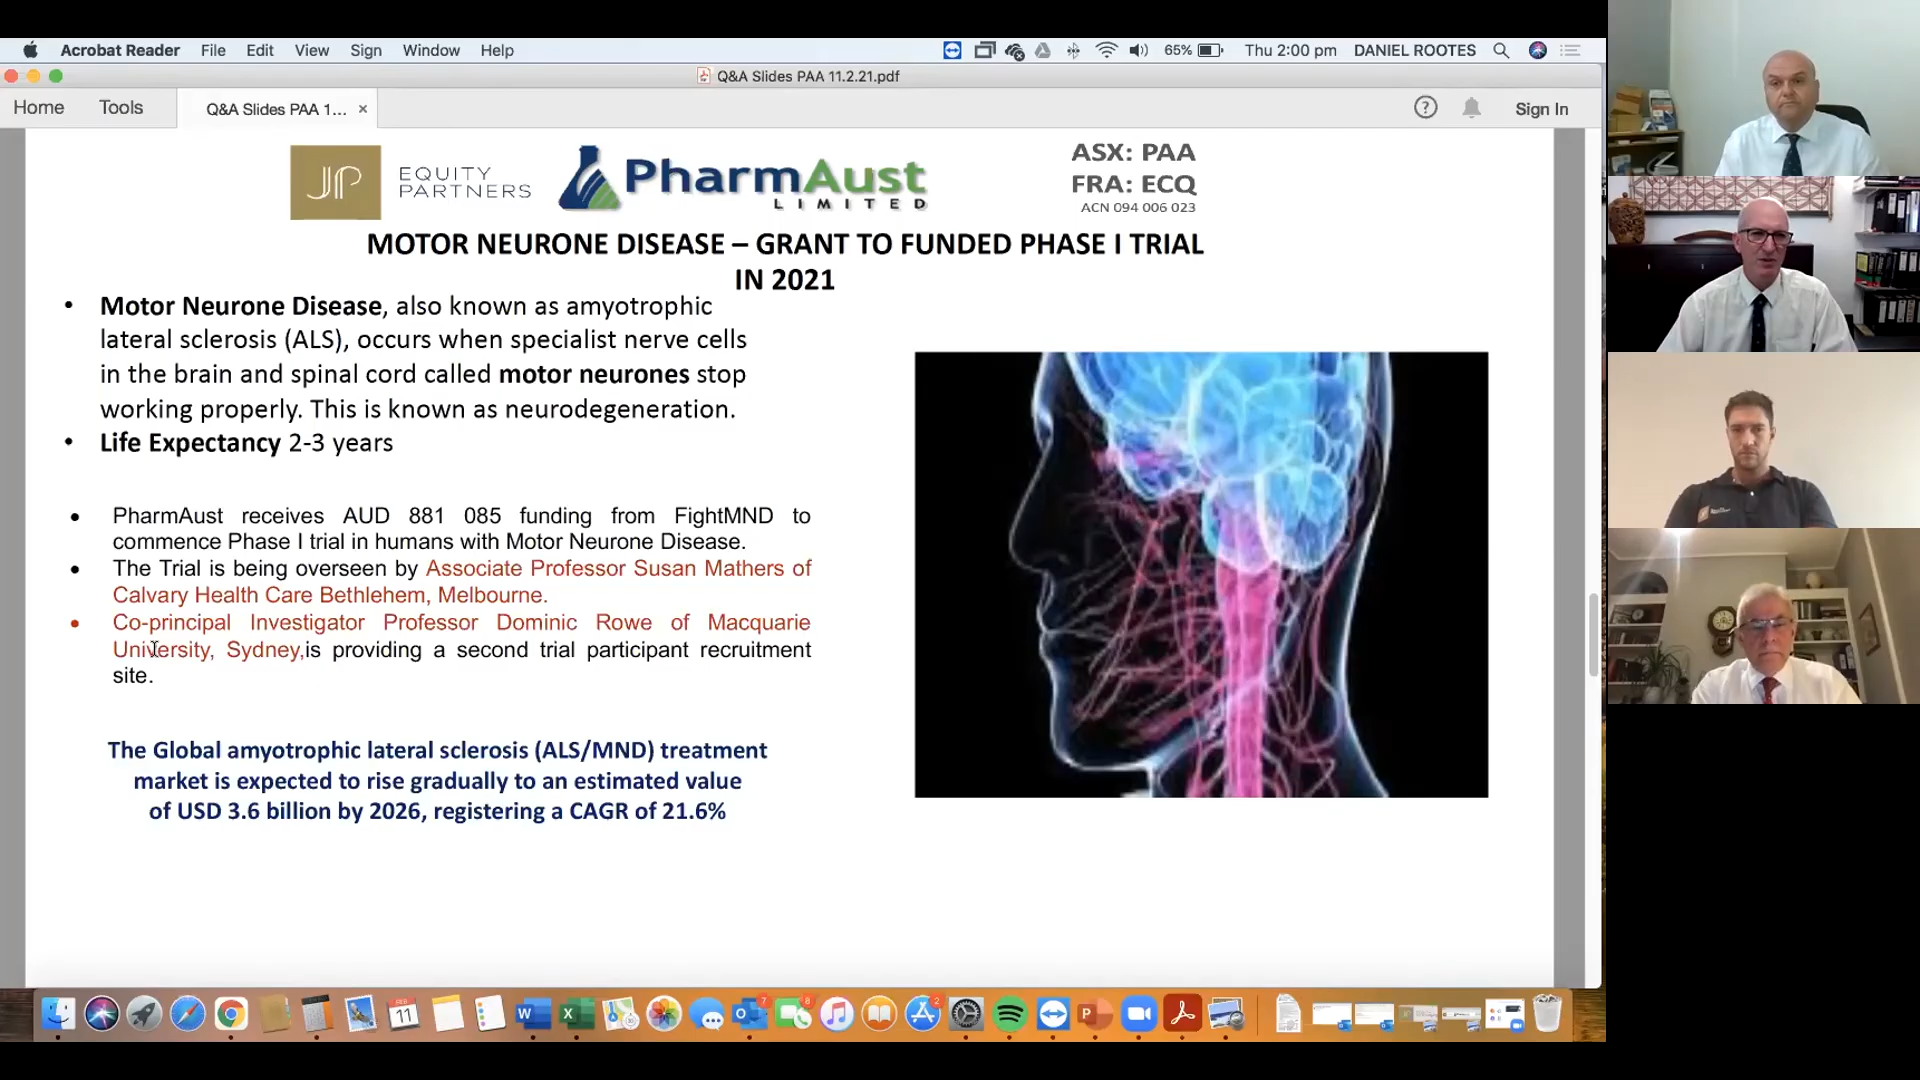 Acrobat Reader File Edit View Sign Window Help 65% Thu 2:00 pm DANIEL ROOTES
Q&A Slides PAA 11.2.21.pdf
Home Tools Q&A Slides PAA 1... × Sign In
JP EQUITY PARTNERS
PharmAust
LIMITED
ASX: PAA
FRA: ECQ
ACN 094 006 023
MOTOR NEURONE DISEASE – GRANT TO FUNDED PHASE I TRIAL
IN 2021
• Motor Neurone Disease, also known as amyotrophic
lateral sclerosis (ALS), occurs when specialist nerve cells
in the brain and spinal cord called motor neurones stop
working properly. This is known as neurodegeneration.
• Life Expectancy 2-3 years
• PharmAust receives AUD 881 085 funding from FightMND to
commence Phase I trial in humans with Motor Neurone Disease.
• The Trial is being overseen by Associate Professor Susan Mathers of
Calvary Health Care Bethlehem, Melbourne.
• Co-principal Investigator Professor Dominic Rowe of Macquarie
University, Sydney,is providing a second trial participant recruitment
site.
The Global amyotrophic lateral sclerosis (ALS/MND) treatment
market is expected to rise gradually to an estimated value
of USD 3.6 billion by 2026, registering a CAGR of 21.6%
FEB
11
W
X
7
8
2
P